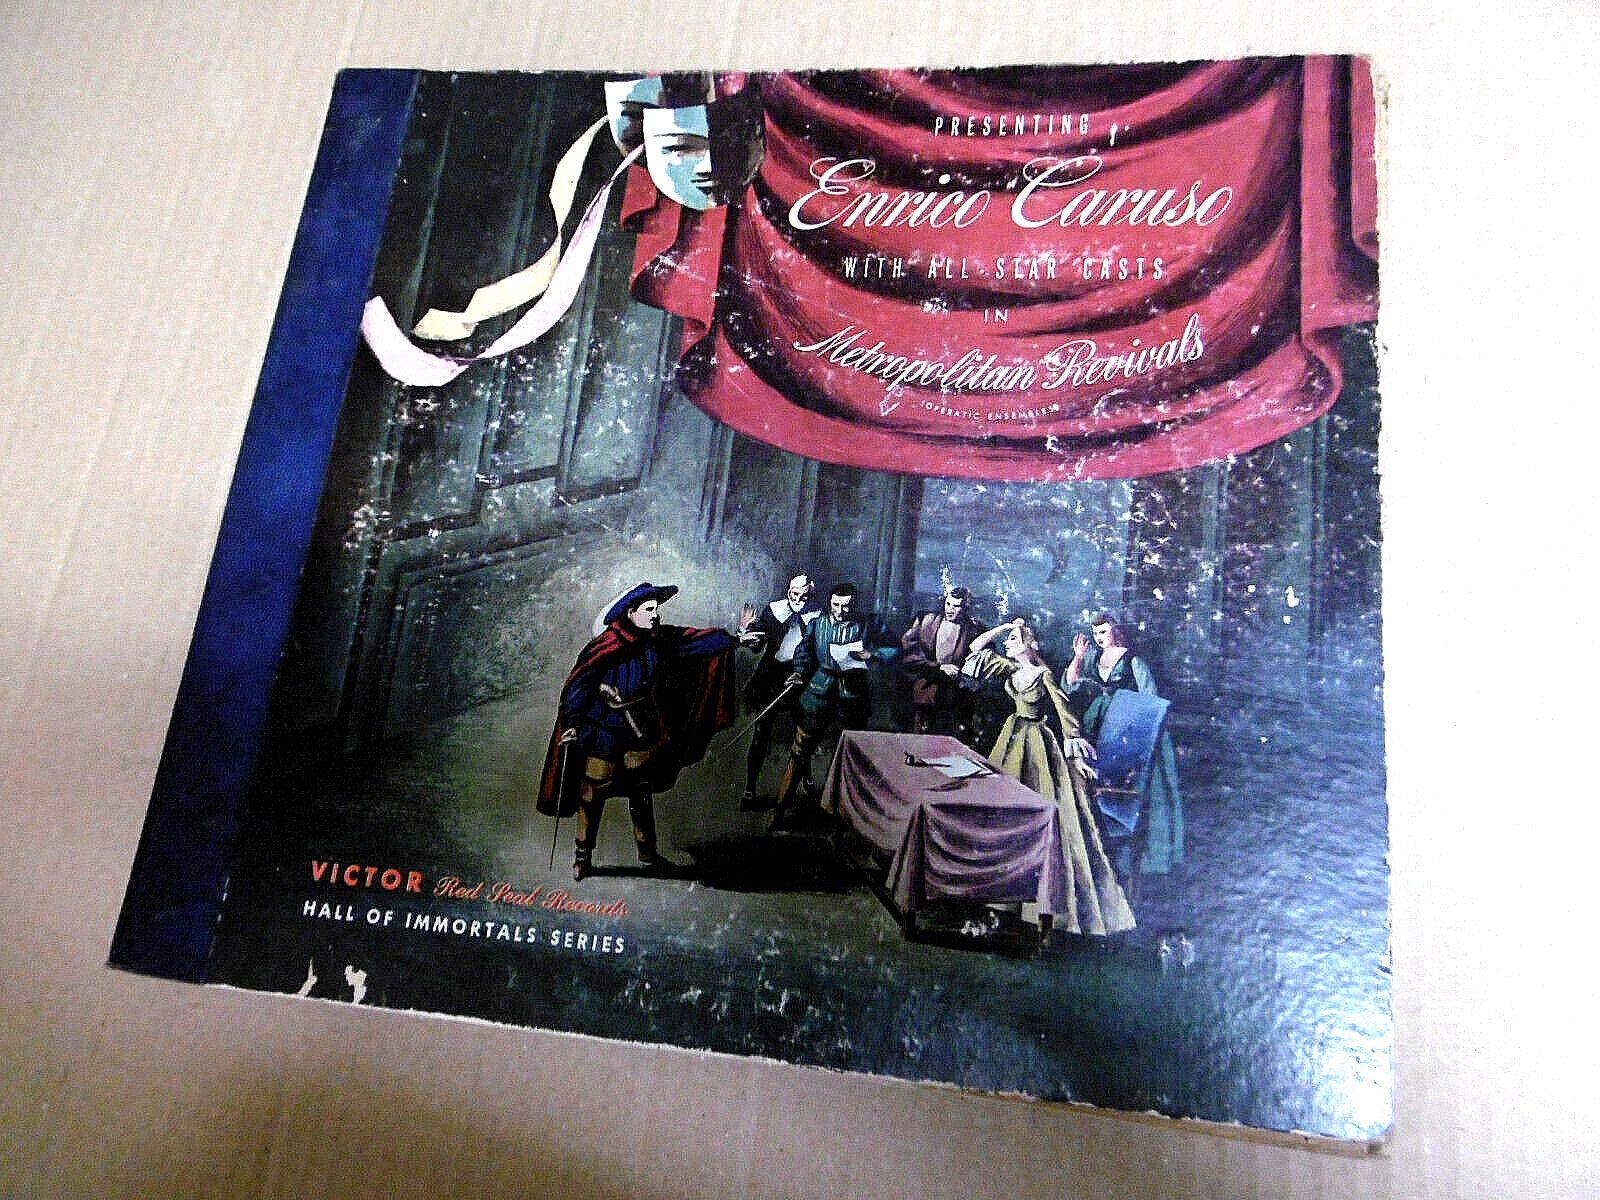 PRESENTING
Enrico Caruso
WITH ALL STAR CASTS
IN
Metropolitan Revivals
(OPERATIC ENSEMBLES)
VICTOR Red Seal Records
HALL OF IMMORTALS SERIES